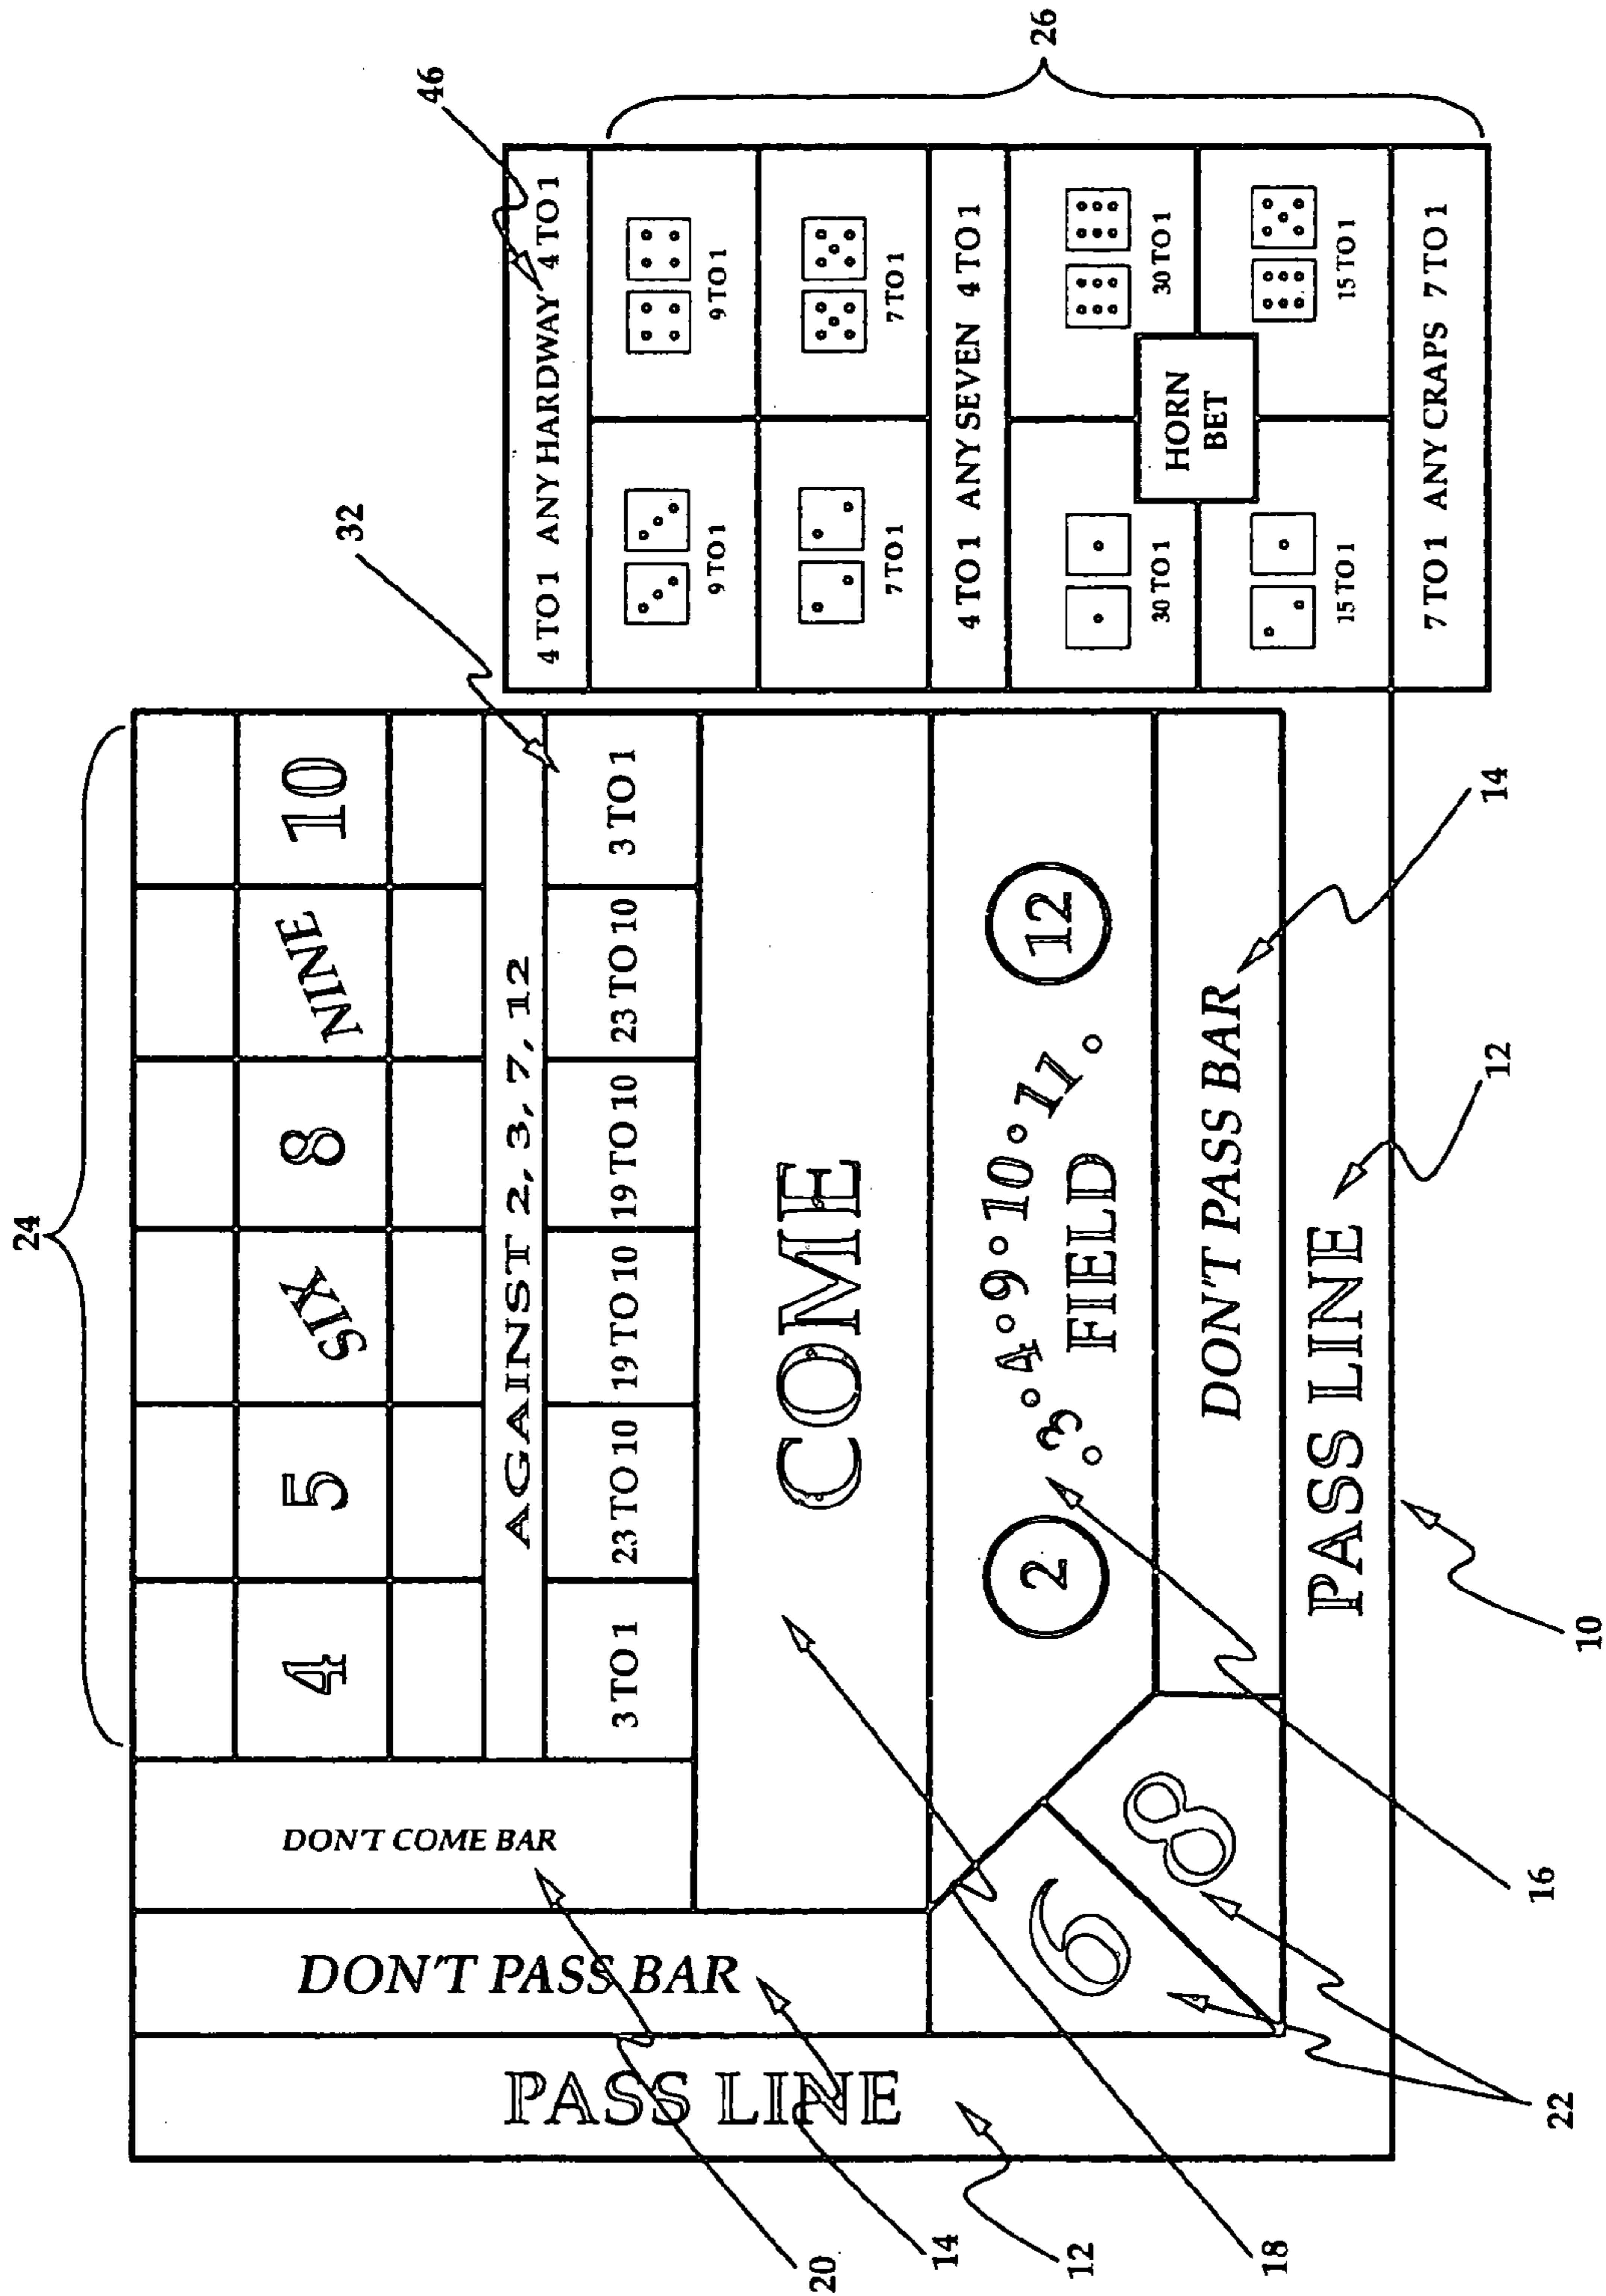 24
4
5
SIX
8
NINE
10
AGAINST 2, 3, 7, 12
3 TO 1
23 TO 10
19 TO 10
19 TO 10
23 TO 10
3 TO 1
32
DON'T COME BAR
20
COME
18
2
3 4 9 10 11
12
FIELD
16
DON'T PASS BAR
14
DON'T PASS BAR
14
6
8
22
PASS LINE
12
PASS LINE
12
10
46
4 TO 1 ANY HARDWAY 4 TO 1
9 TO 1
9 TO 1
7 TO 1
7 TO 1
4 TO 1 ANY SEVEN 4 TO 1
30 TO 1
30 TO 1
HORN
BET
15 TO 1
15 TO 1
7 TO 1 ANY CRAPS 7 TO 1
26